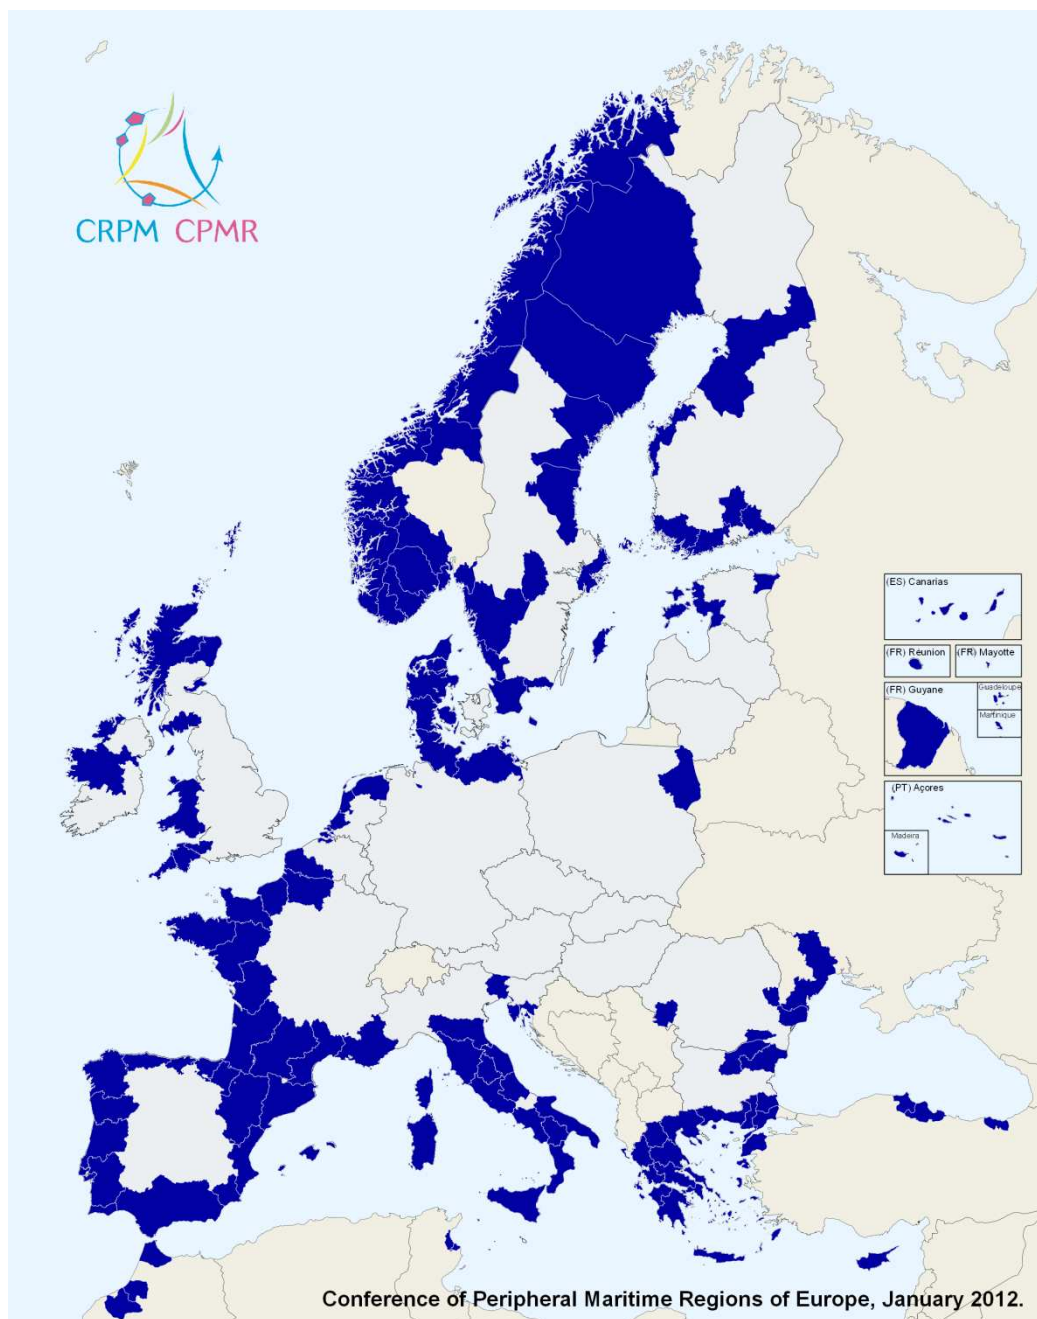 CRPM CPMR
(ES) Canarias
(FR) Réunion
(FR) Mayotte
(FR) Guyane
Guadeloupe
Martinique
(PT) Açores
Madeira
Conference of Peripheral Maritime Regions of Europe, January 2012.